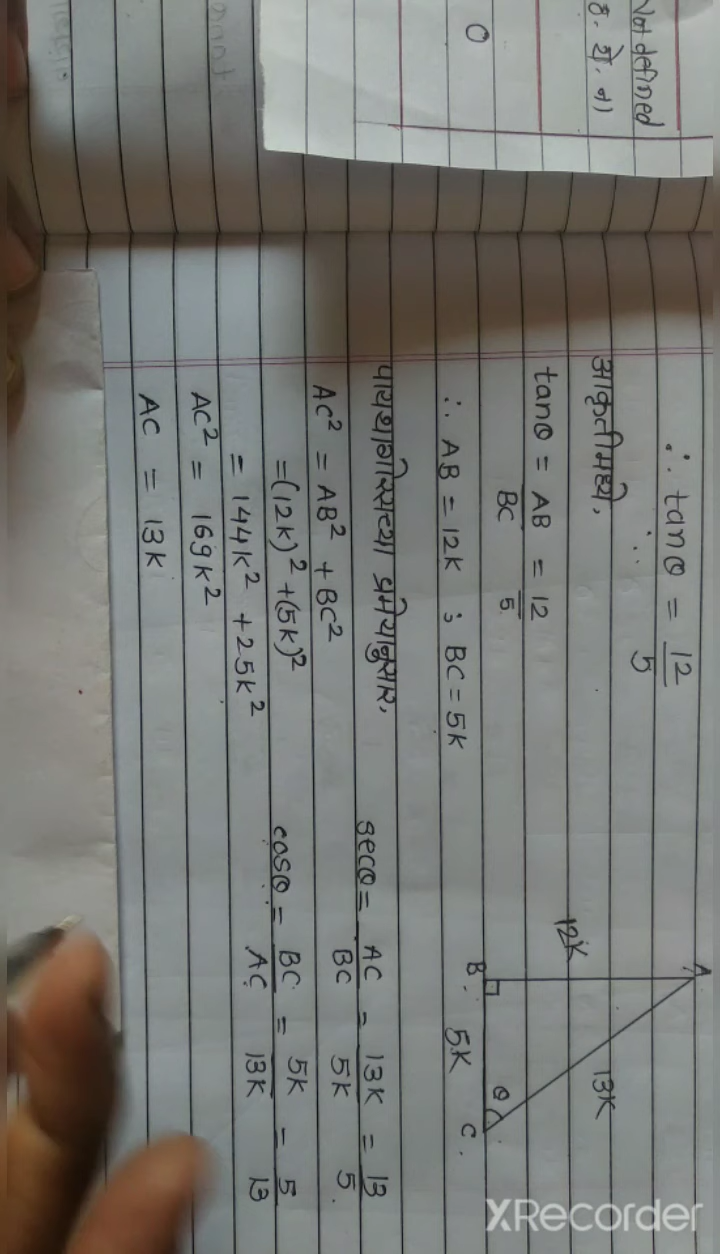 Not defined
0
∴ tanθ = 12/5
आकृतीमध्ये,
tanθ = AB/BC = 12/5
∴ AB = 12K ; BC = 5K
A
12K
13K
B
5K
θ
C
पायथागोरसच्या प्रमेयानुसार,
AC² = AB² + BC²
= (12K)² + (5K)²
= 144K² + 25K²
AC² = 169K²
AC = 13K
secθ = AC/BC = 13K/5K = 13/5
cosθ = BC/AC = 5K/13K = 5/13
XRecorder